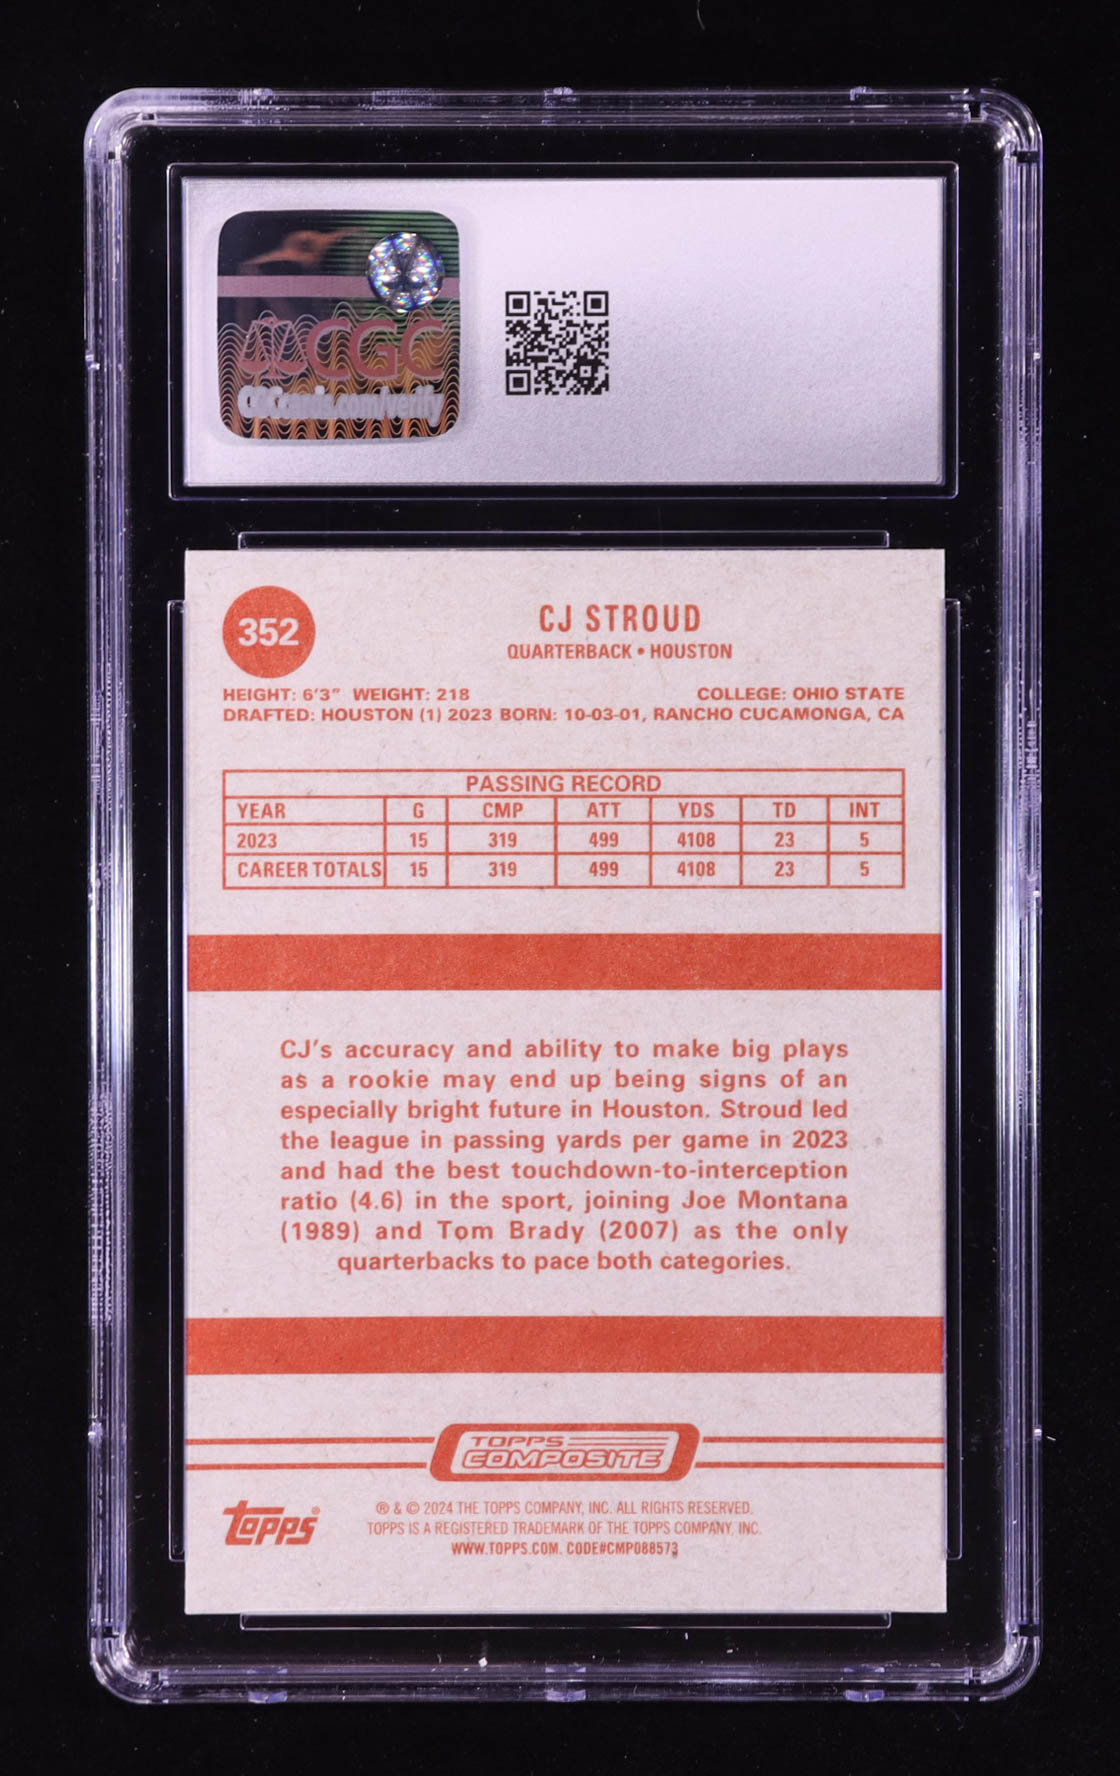 CGC
CGCcomics.com/verify
352
CJ STROUD
QUARTERBACK • HOUSTON
HEIGHT: 6'3" WEIGHT: 218 COLLEGE: OHIO STATE
DRAFTED: HOUSTON (1) 2023 BORN: 10-03-01, RANCHO CUCAMONGA, CA
PASSING RECORD
YEAR G CMP ATT YDS TD INT
2023 15 319 499 4108 23 5
CAREER TOTALS 15 319 499 4108 23 5
CJ's accuracy and ability to make big plays
as a rookie may end up being signs of an
especially bright future in Houston. Stroud led
the league in passing yards per game in 2023
and had the best touchdown-to-interception
ratio (4.6) in the sport, joining Joe Montana
(1989) and Tom Brady (2007) as the only
quarterbacks to pace both categories.
TOPPS
COMPOSITE
topps®
® & © 2024 THE TOPPS COMPANY, INC. ALL RIGHTS RESERVED.
TOPPS IS A REGISTERED TRADEMARK OF THE TOPPS COMPANY, INC.
WWW.TOPPS.COM. CODE#CMP088573